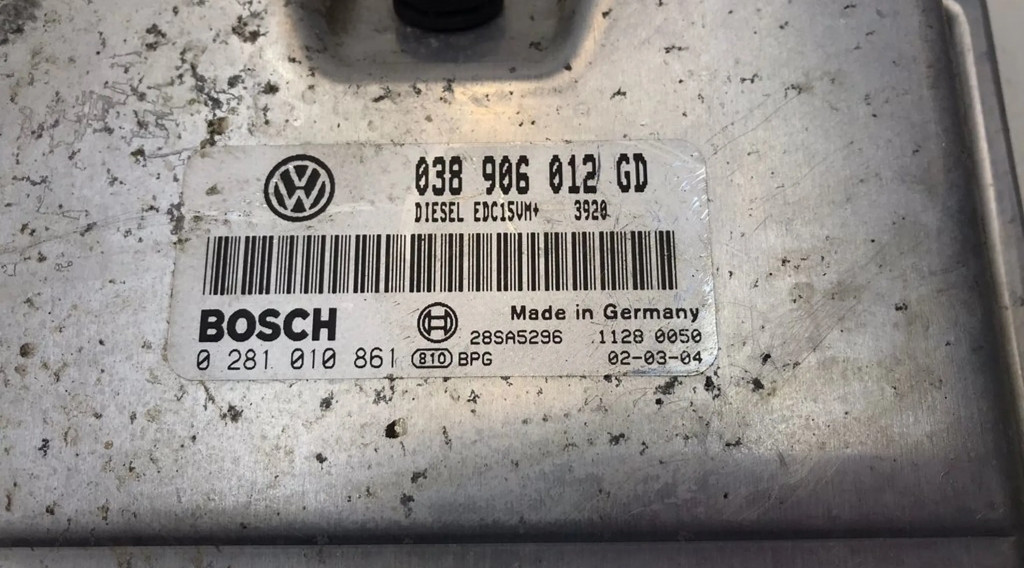 038 906 012 GD
DIESEL EDC15VM+ 3920
BOSCH
Made in Germany
28SA5296 1128 0050
0 281 010 861 810 BPG 02-03-04